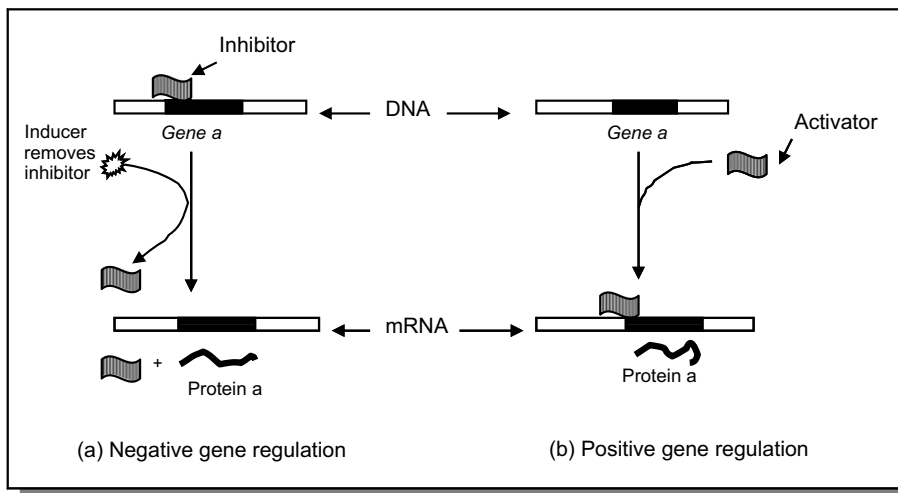 Inhibitor
DNA
Gene a
Gene a
Inducer
removes
inhibitor
Activator
mRNA
+
Protein a
Protein a
(a) Negative gene regulation
(b) Positive gene regulation